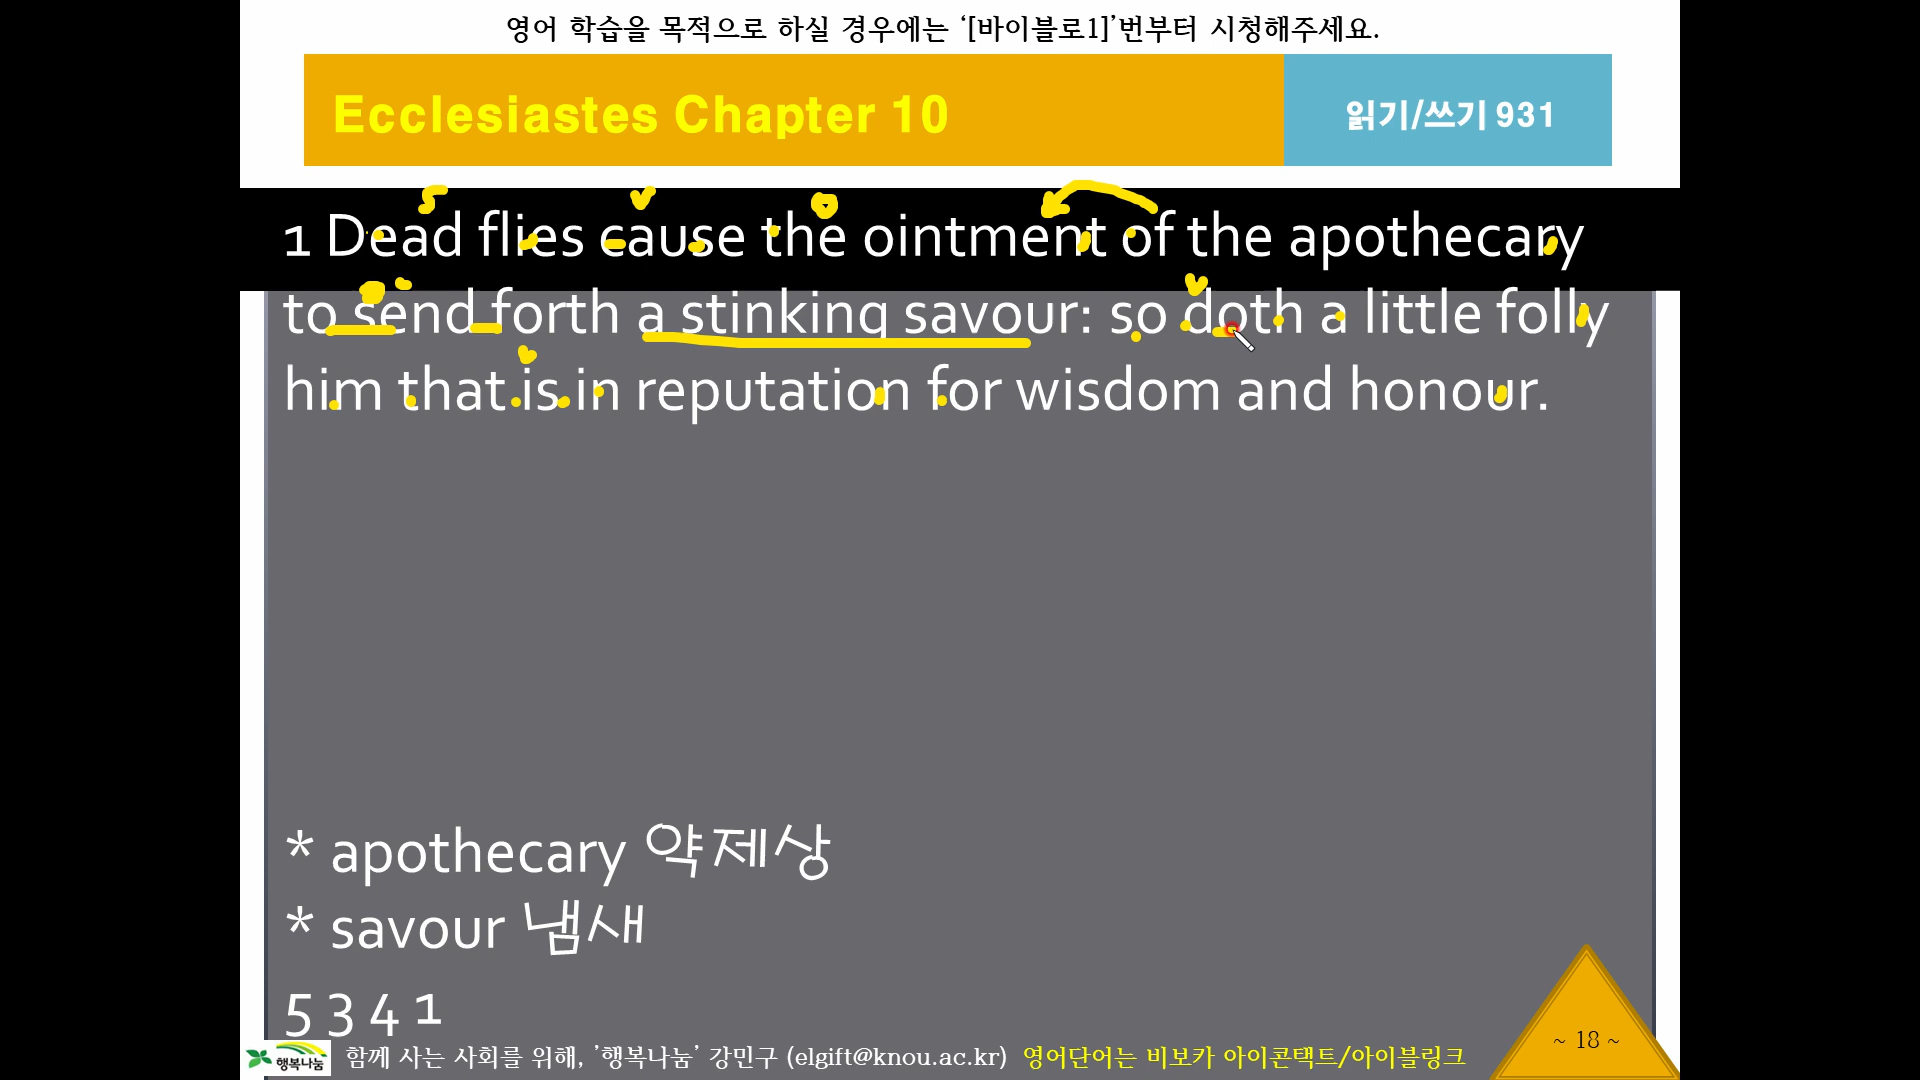 영어 학습을 목적으로 하실 경우에는 ‘[바이블로1]’번부터 시청해주세요.
Ecclesiastes Chapter 10
읽기/쓰기 931
1 Dead flies cause the ointment of the apothecary
to send forth a stinking savour: so doth a little folly
him that is in reputation for wisdom and honour.
* apothecary 약제상
* savour 냄새
5 3 4 1
~ 18 ~
행복나눔 함께 사는 사회를 위해, ’행복나눔’ 강민구 (elgift@knou.ac.kr) 영어단어는 비보카 아이콘택트/아이블링크